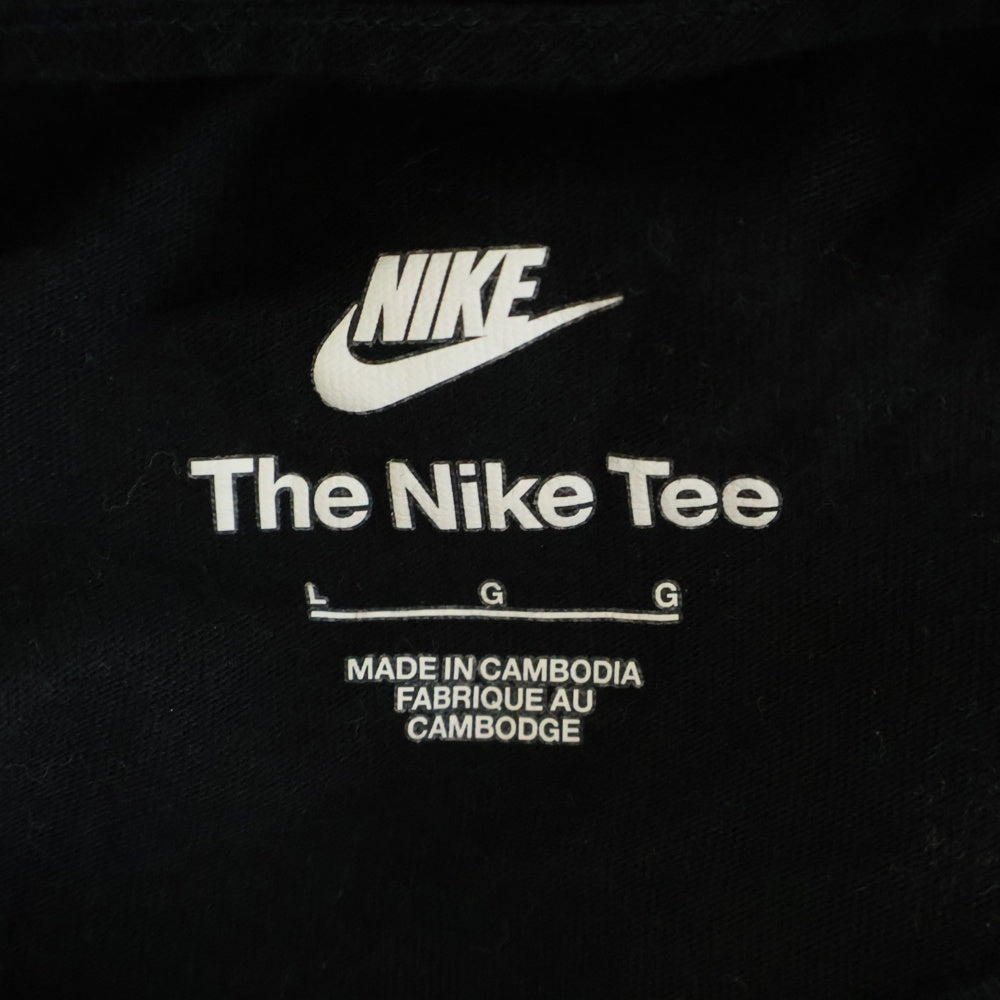 NIKE
The Nike Tee
L G G
MADE IN CAMBODIA
FABRIQUE AU
CAMBODGE